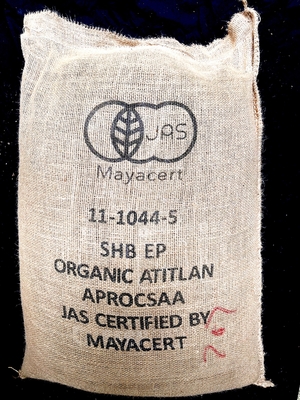 JAS
Mayacert
11-1044-5
SHB EP
ORGANIC ATITLAN
APROCSAA
JAS CERTIFIED BY
MAYACERT